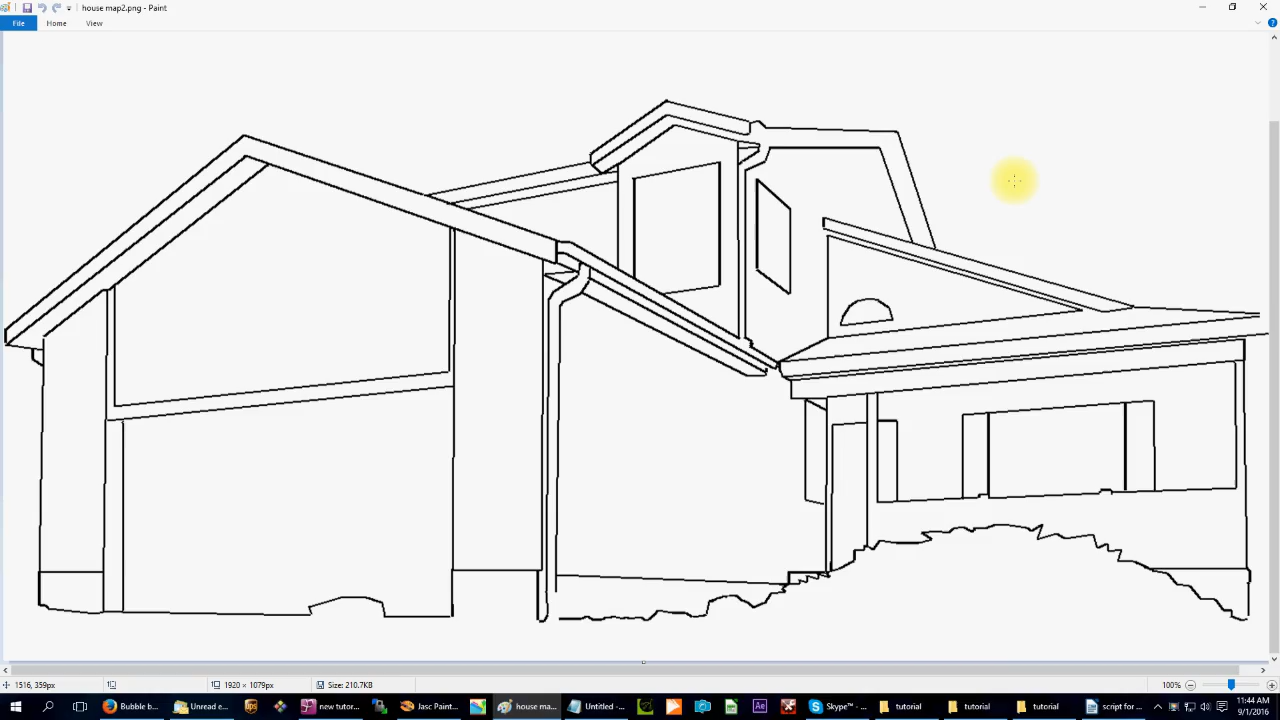 house map2.png - Paint
File
Home
View
1516, 359px
1920 × 1079px
Size: 210.7KB
100%
Bubble b...
Unread e...
new tutor...
Jasc Paint...
house ma...
Untitled - ...
Skype™ - ...
tutorial
tutorial
tutorial
script for ...
11:44 AM
9/1/2016